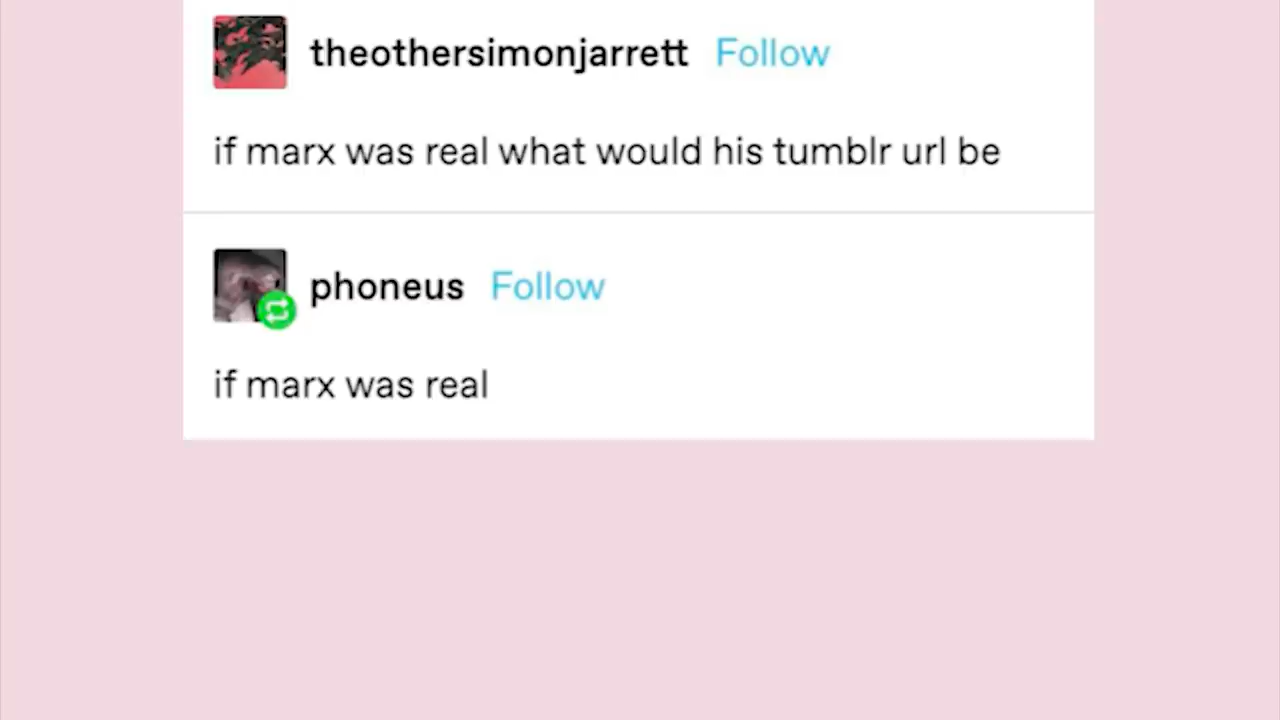 theothersimonjarrett Follow
if marx was real what would his tumblr url be
phoneus Follow
if marx was real